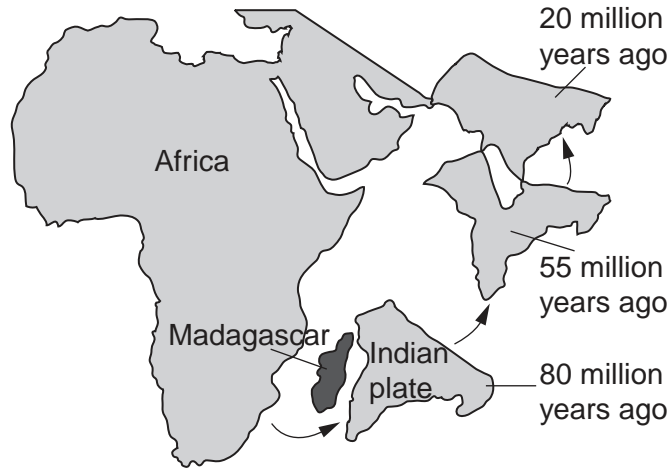 20 million
years ago
Africa
55 million
years ago
Madagascar
Indian
plate
80 million
years ago